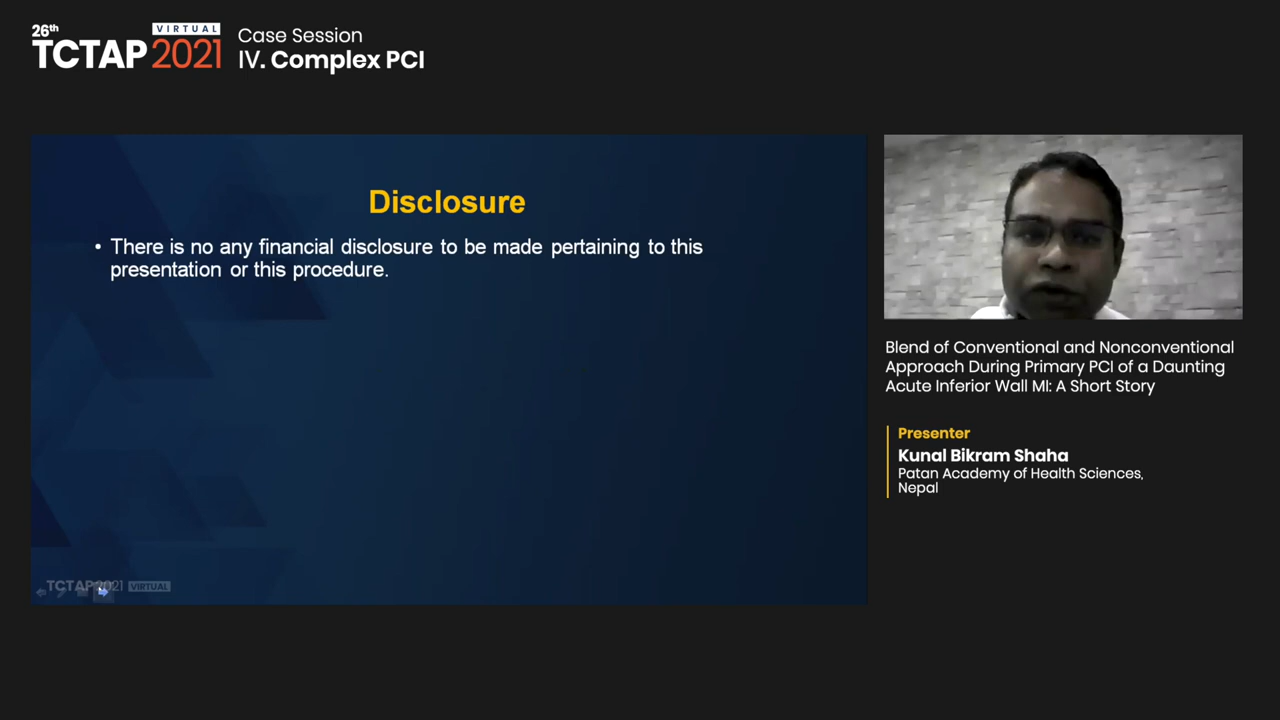 26th
VIRTUAL
TCTAP 2021
Case Session
IV. Complex PCI
Disclosure
• There is no any financial disclosure to be made pertaining to this
presentation or this procedure.
TCTAP2021 VIRTUAL
Blend of Conventional and Nonconventional
Approach During Primary PCI of a Daunting
Acute Inferior Wall MI: A Short Story
Presenter
Kunal Bikram Shaha
Patan Academy of Health Sciences,
Nepal